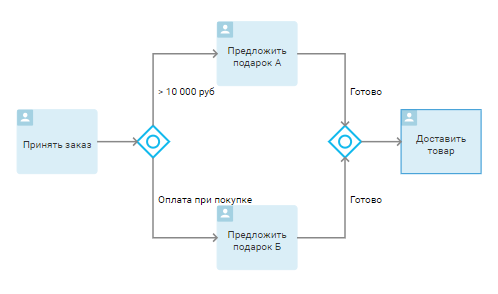 Предложить
подарок А
> 10 000 руб
Готово
Принять заказ
Доставить
товар
Оплата при покупке
Готово
Предложить
подарок Б